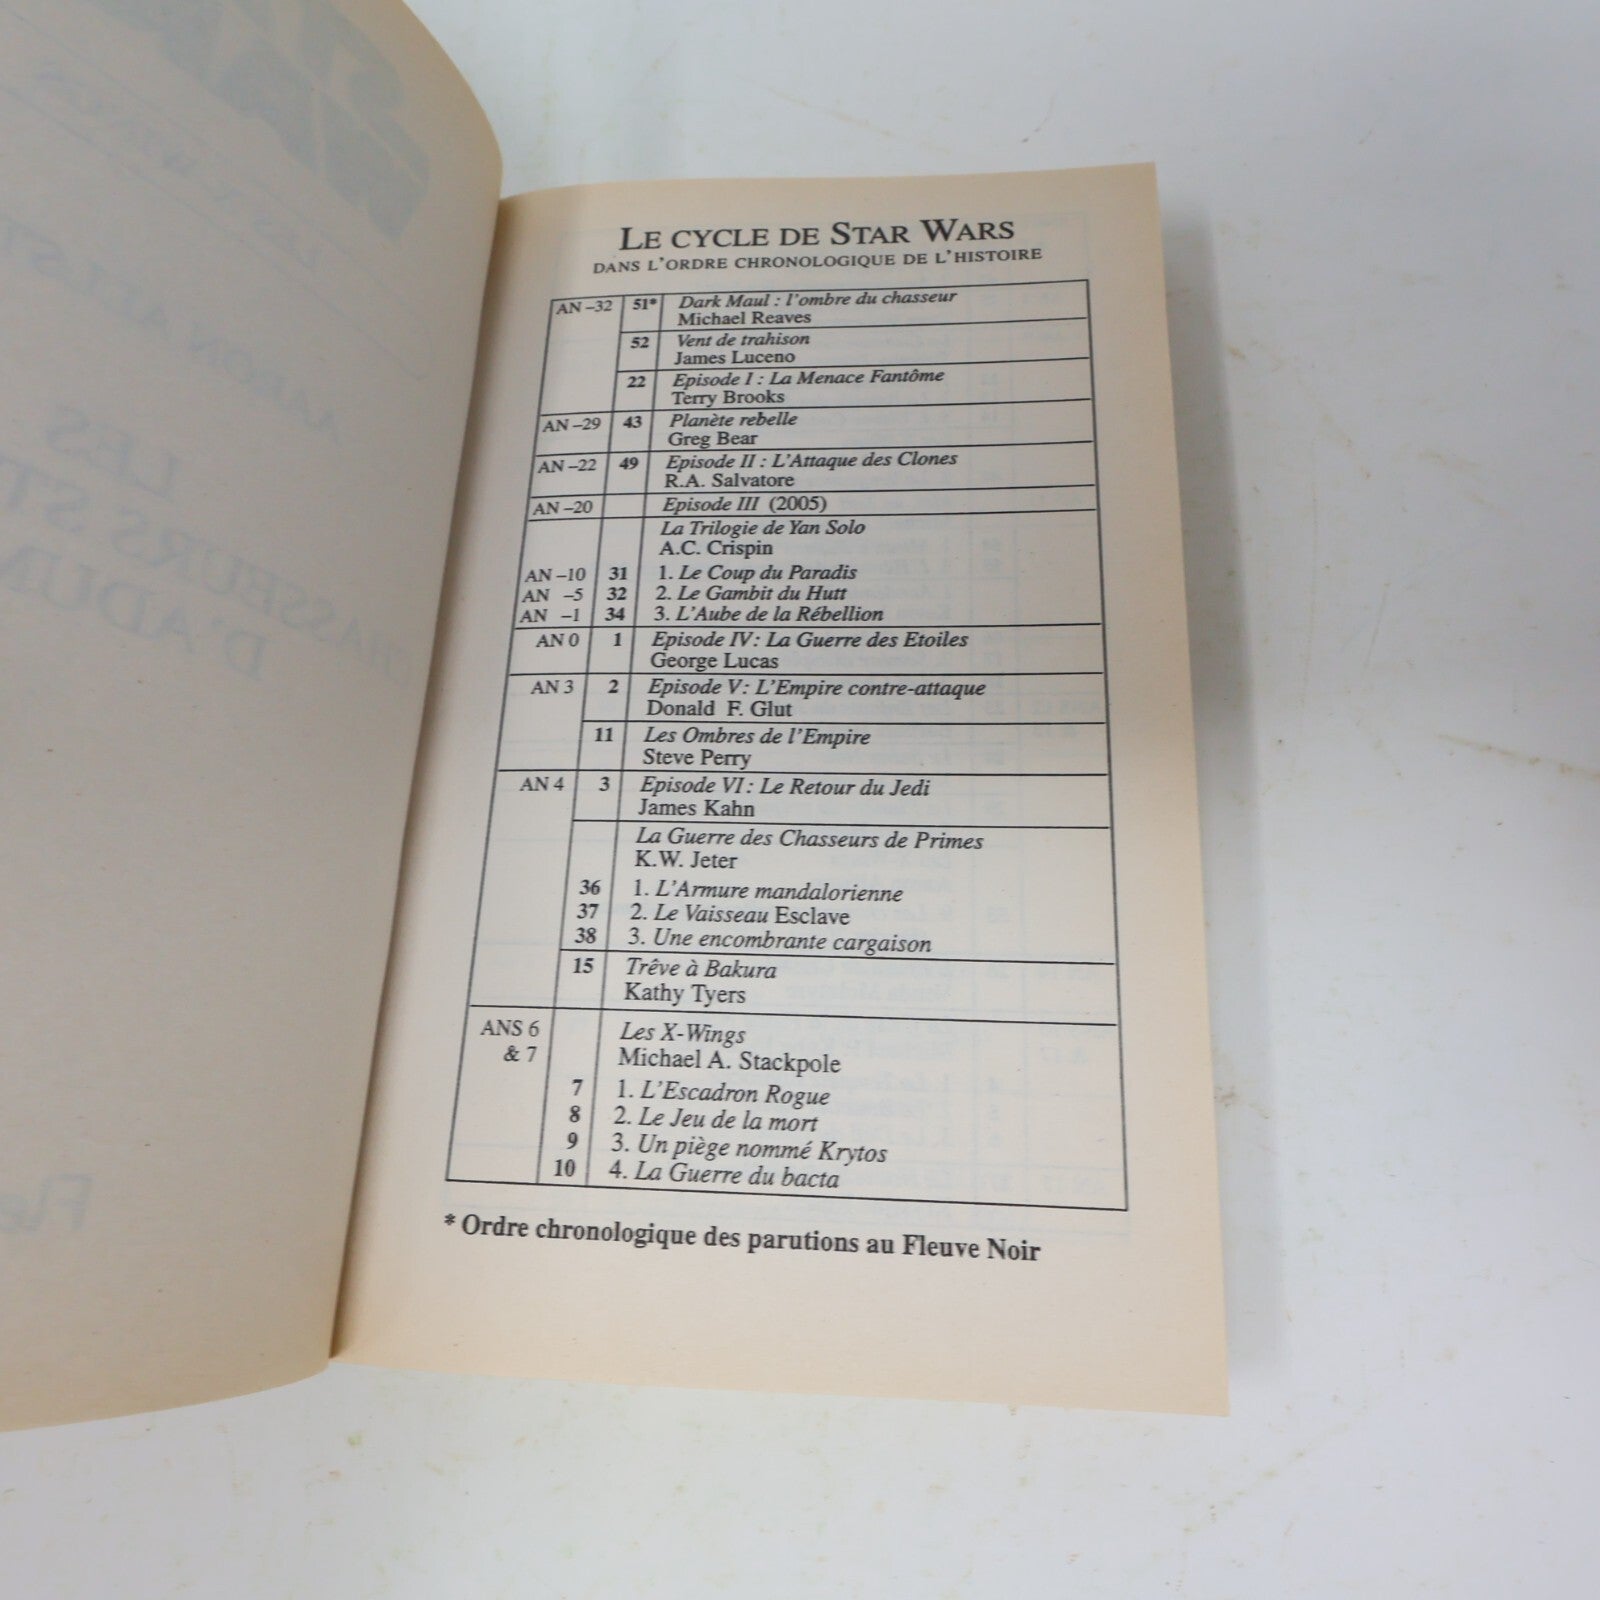 LE CYCLE DE STAR WARS
DANS L'ORDRE CHRONOLOGIQUE DE L'HISTOIRE
AN –32 51* Dark Maul : l'ombre du chasseur
Michael Reaves
52 Vent de trahison
James Luceno
22 Episode I : La Menace Fantôme
Terry Brooks
AN –29 43 Planète rebelle
Greg Bear
AN –22 49 Episode II : L'Attaque des Clones
R.A. Salvatore
AN –20 Episode III (2005)
La Trilogie de Yan Solo
A.C. Crispin
AN –10 31 1. Le Coup du Paradis
AN –5 32 2. Le Gambit du Hutt
AN –1 34 3. L'Aube de la Rébellion
AN 0 1 Episode IV : La Guerre des Etoiles
George Lucas
AN 3 2 Episode V : L'Empire contre-attaque
Donald F. Glut
11 Les Ombres de l'Empire
Steve Perry
AN 4 3 Episode VI : Le Retour du Jedi
James Kahn
La Guerre des Chasseurs de Primes
K.W. Jeter
36 1. L'Armure mandalorienne
37 2. Le Vaisseau Esclave
38 3. Une encombrante cargaison
15 Trêve à Bakura
Kathy Tyers
ANS 6 Les X-Wings
& 7 Michael A. Stackpole
7 1. L'Escadron Rogue
8 2. Le Jeu de la mort
9 3. Un piège nommé Krytos
10 4. La Guerre du bacta
* Ordre chronologique des parutions au Fleuve Noir